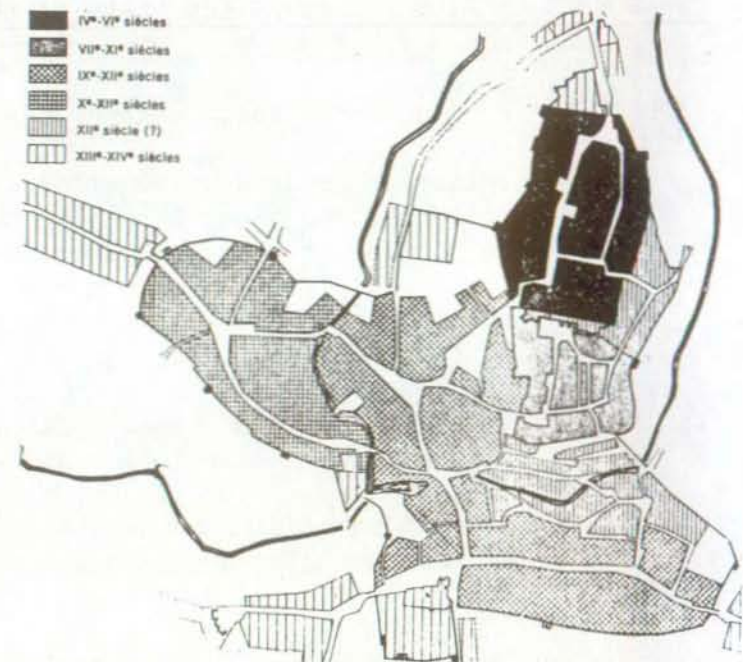 IVᵉ-VIᵉ siècles
VIIᵉ-XIᵉ siècles
IXᵉ-XIIᵉ siècles
Xᵉ-XIIᵉ siècles
XIIᵉ siècle (?)
XIIIᵉ-XIVᵉ siècles